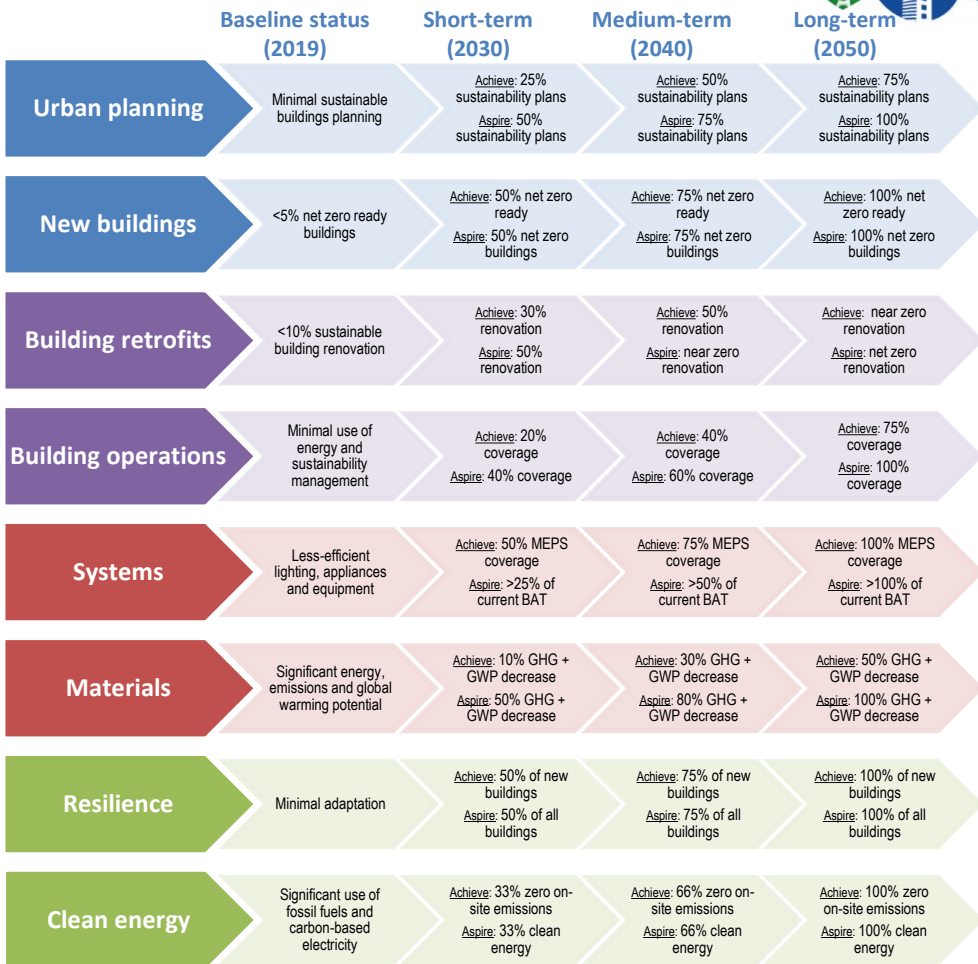 Baseline status
(2019)
Short-term
(2030)
Medium-term
(2040)
Long-term
(2050)
Urban planning
Minimal sustainable
buildings planning
Achieve: 25%
sustainability plans
Aspire: 50%
sustainability plans
Achieve: 50%
sustainability plans
Aspire: 75%
sustainability plans
Achieve: 75%
sustainability plans
Aspire: 100%
sustainability plans
New buildings
<5% net zero ready
buildings
Achieve: 50% net zero
ready
Aspire: 50% net zero
buildings
Achieve: 75% net zero
ready
Aspire: 75% net zero
buildings
Achieve: 100% net
zero ready
Aspire: 100% net zero
buildings
Building retrofits
<10% sustainable
building renovation
Achieve: 30%
renovation
Aspire: 50%
renovation
Achieve: 50%
renovation
Aspire: near zero
renovation
Achieve: near zero
renovation
Aspire: net zero
renovation
Building operations
Minimal use of
energy and
sustainability
management
Achieve: 20%
coverage
Aspire: 40% coverage
Achieve: 40%
coverage
Aspire: 60% coverage
Achieve: 75%
coverage
Aspire: 100%
coverage
Systems
Less-efficient
lighting, appliances
and equipment
Achieve: 50% MEPS
coverage
Aspire: >25% of
current BAT
Achieve: 75% MEPS
coverage
Aspire: >50% of
current BAT
Achieve: 100% MEPS
coverage
Aspire: >100% of
current BAT
Materials
Significant energy,
emissions and global
warming potential
Achieve: 10% GHG +
GWP decrease
Aspire: 50% GHG +
GWP decrease
Achieve: 30% GHG +
GWP decrease
Aspire: 80% GHG +
GWP decrease
Achieve: 50% GHG +
GWP decrease
Aspire: 100% GHG +
GWP decrease
Resilience
Minimal adaptation
Achieve: 50% of new
buildings
Aspire: 50% of all
buildings
Achieve: 75% of new
buildings
Aspire: 75% of all
buildings
Achieve: 100% of new
buildings
Aspire: 100% of all
buildings
Clean energy
Significant use of
fossil fuels and
carbon-based
electricity
Achieve: 33% zero on-
site emissions
Aspire: 33% clean
energy
Achieve: 66% zero on-
site emissions
Aspire: 66% clean
energy
Achieve: 100% zero
on-site emissions
Aspire: 100% clean
energy